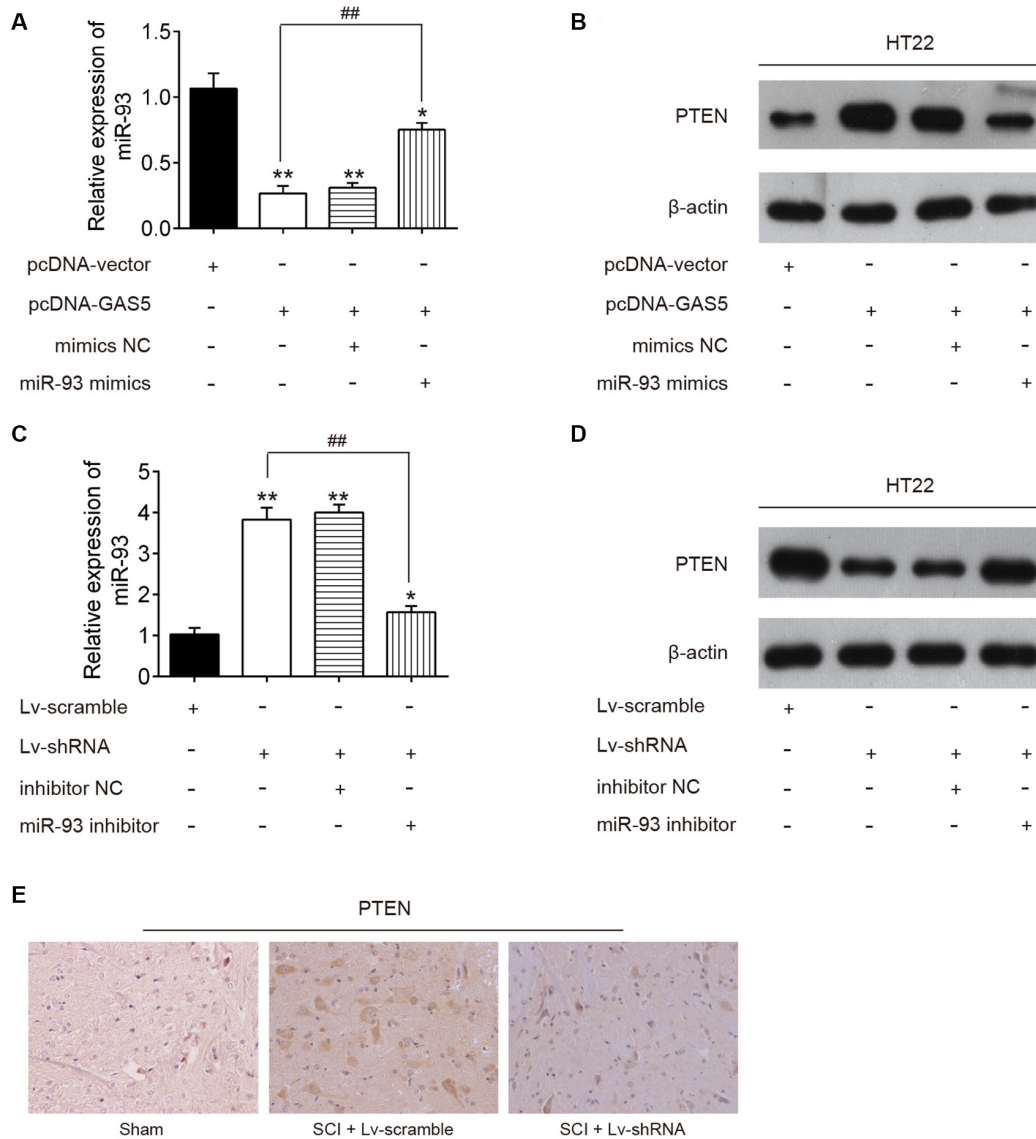 A
Relative expression of
miR-93
1.5
1.0
0.5
0.0
**
**
*
##
pcDNA-vector + - - -
pcDNA-GAS5 - + + +
mimics NC - - + -
miR-93 mimics - - - +
B
HT22
PTEN
β-actin
pcDNA-vector + - - -
pcDNA-GAS5 - + + +
mimics NC - - + -
miR-93 mimics - - - +
C
Relative expression of
miR-93
5
4
3
2
1
0
**
**
*
##
Lv-scramble + - - -
Lv-shRNA - + + +
inhibitor NC - - + -
miR-93 inhibitor - - - +
D
HT22
PTEN
β-actin
Lv-scramble + - - -
Lv-shRNA - + + +
inhibitor NC - - + -
miR-93 inhibitor - - - +
E
PTEN
Sham
SCI + Lv-scramble
SCI + Lv-shRNA